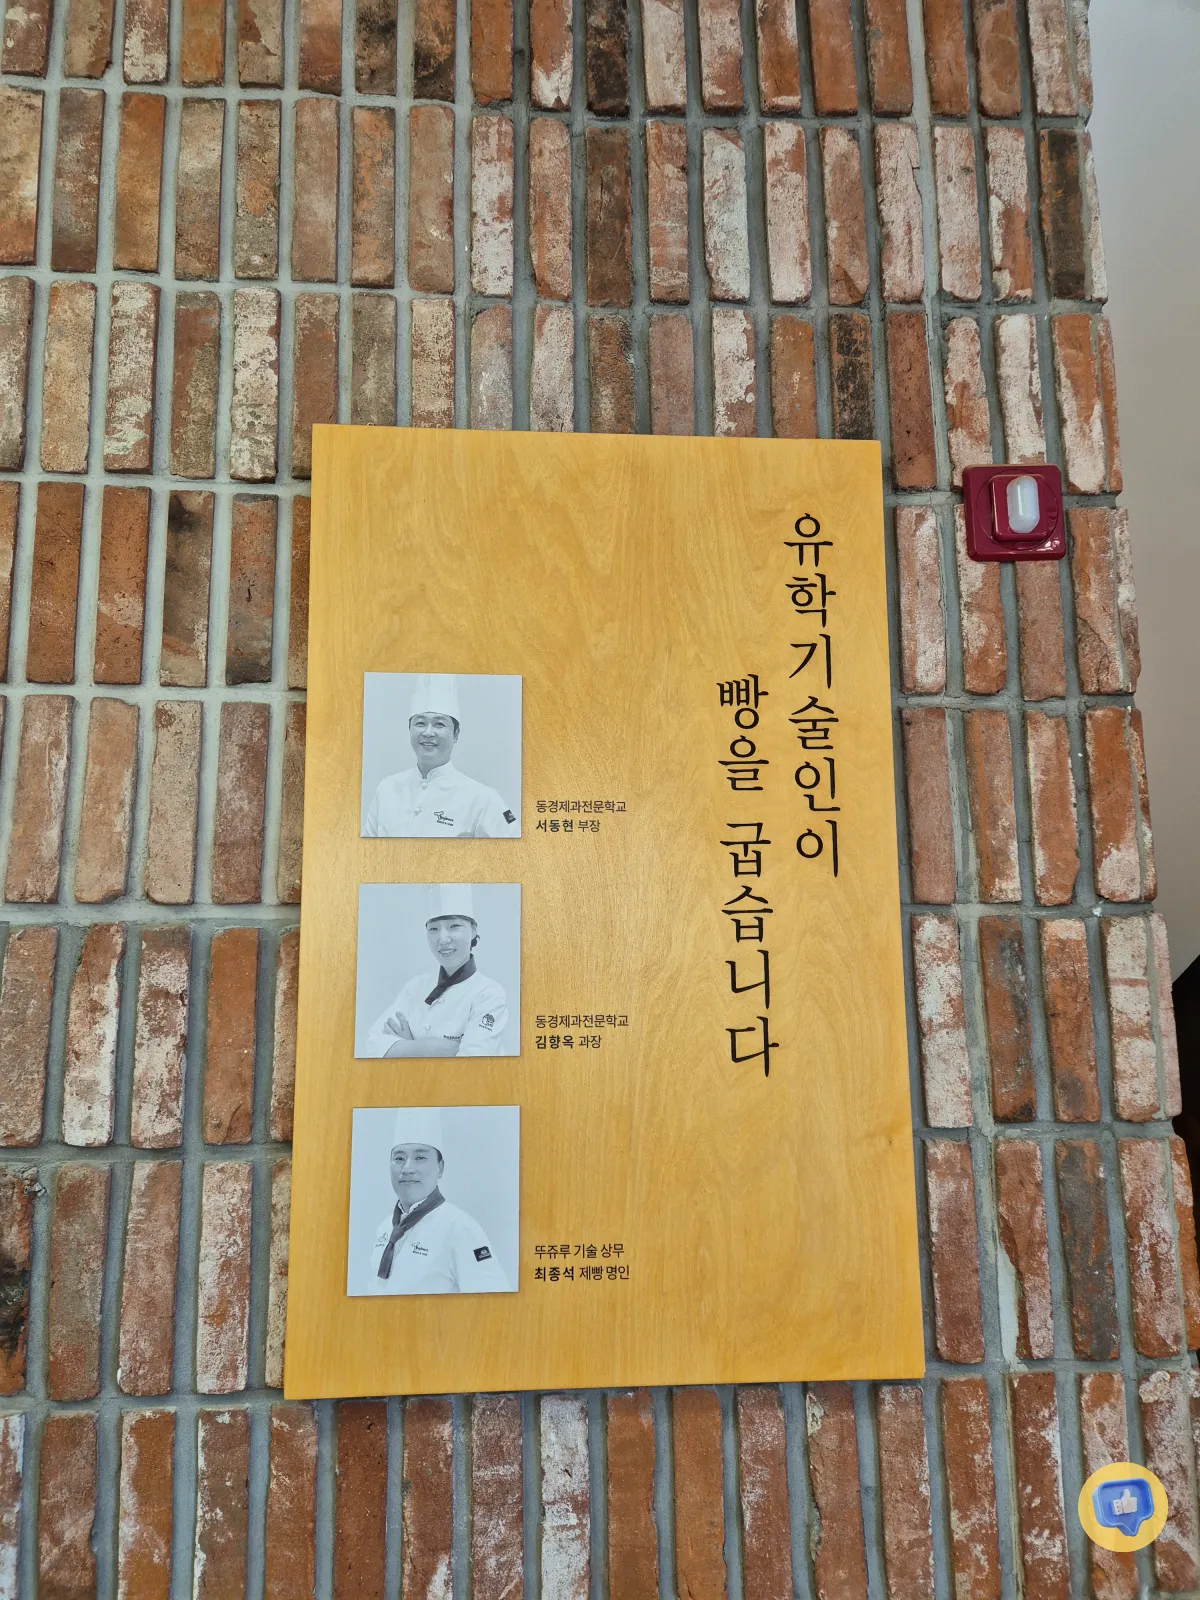 유학기술인이
빵을 굽습니다
동경제과전문학교
서동현 부장
동경제과전문학교
김향옥 과장
뚜쥬루 기술 상무
최종석 제빵 명인